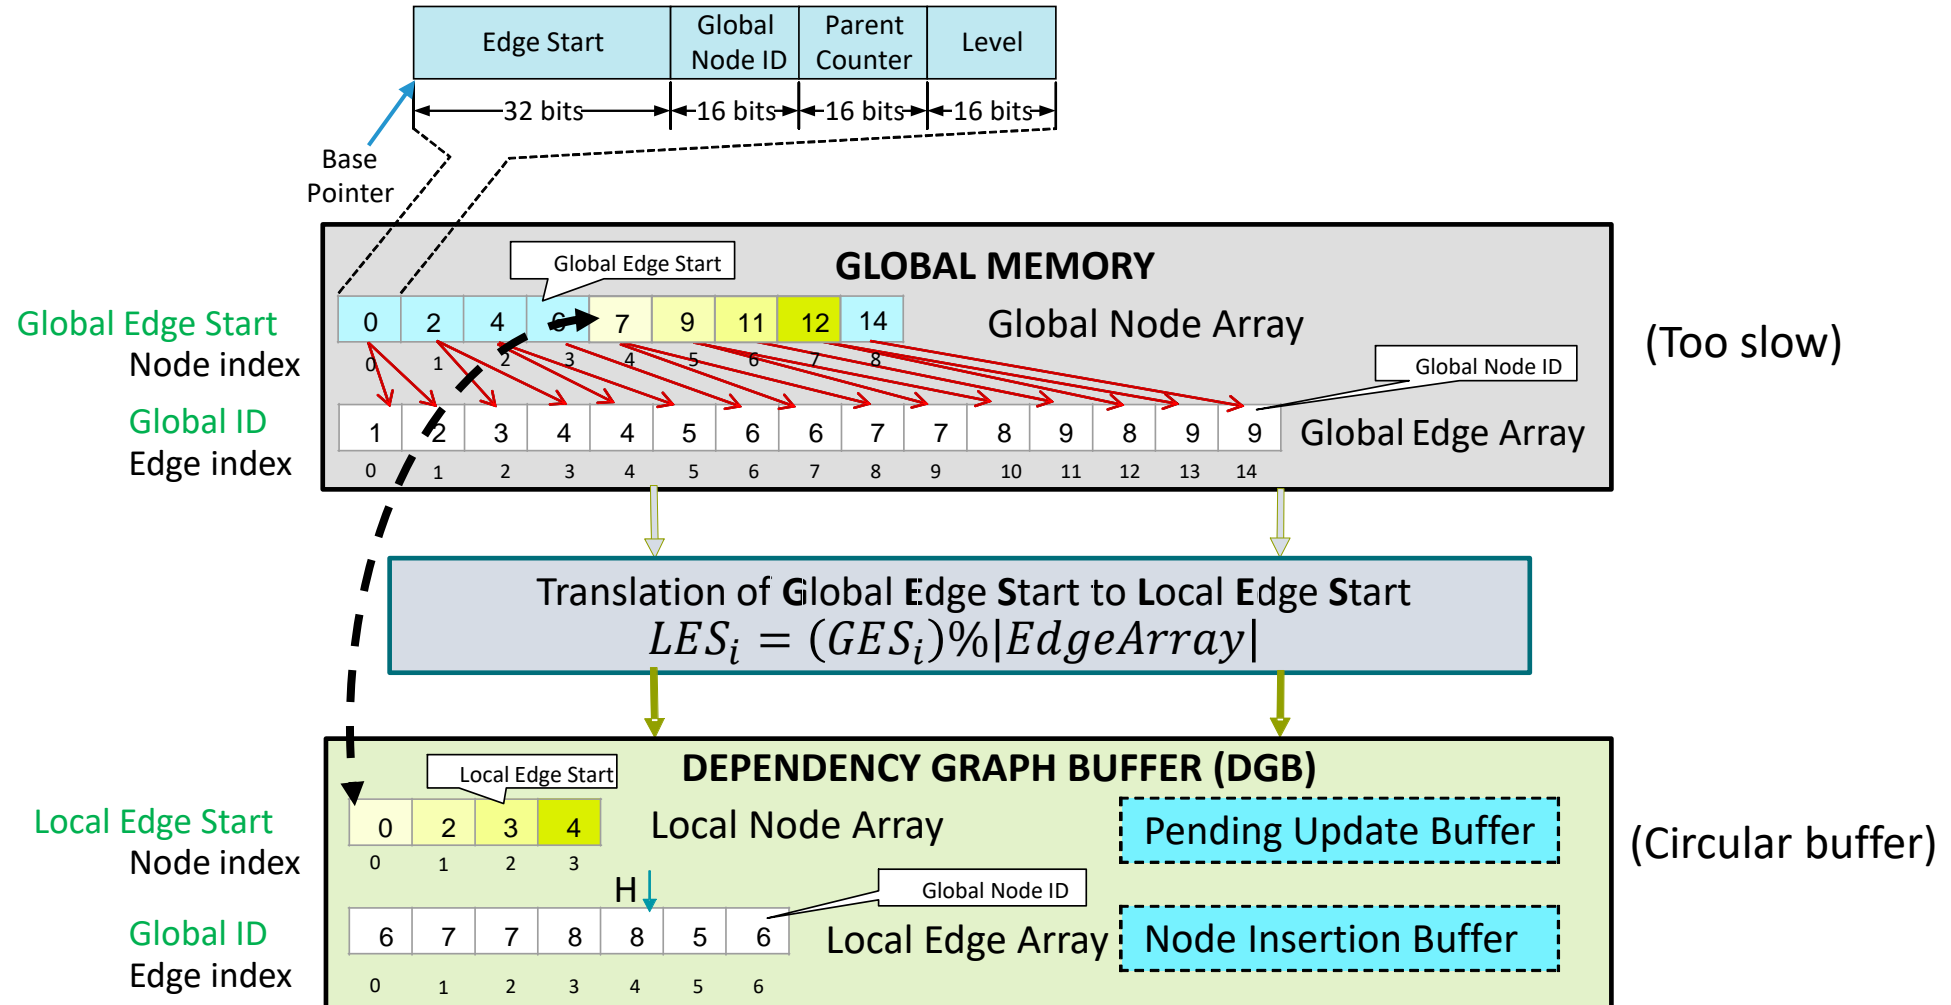 Edge Start
Global Node ID
Parent Counter
Level
32 bits
16 bits
16 bits
16 bits
Base
Pointer
GLOBAL MEMORY
Global Edge Start
Global Edge Start
0 2 4 6 7 9 11 12 14
Global Node Array
(Too slow)
Node index
0 1 2 3 4 5 6 7 8
Global Node ID
Global ID
1 2 3 4 4 5 6 6 7 7 8 9 8 9 9
Global Edge Array
Edge index
0 1 2 3 4 5 6 7 8 9 10 11 12 13 14
Translation of Global Edge Start to Local Edge Start
LES_i = (GES_i)%|EdgeArray|
DEPENDENCY GRAPH BUFFER (DGB)
Local Edge Start
Local Edge Start
0 2 3 4
Local Node Array
Pending Update Buffer
(Circular buffer)
Node index
0 1 2 3
H
Global Node ID
Global ID
6 7 7 8 8 5 6
Local Edge Array
Node Insertion Buffer
Edge index
0 1 2 3 4 5 6